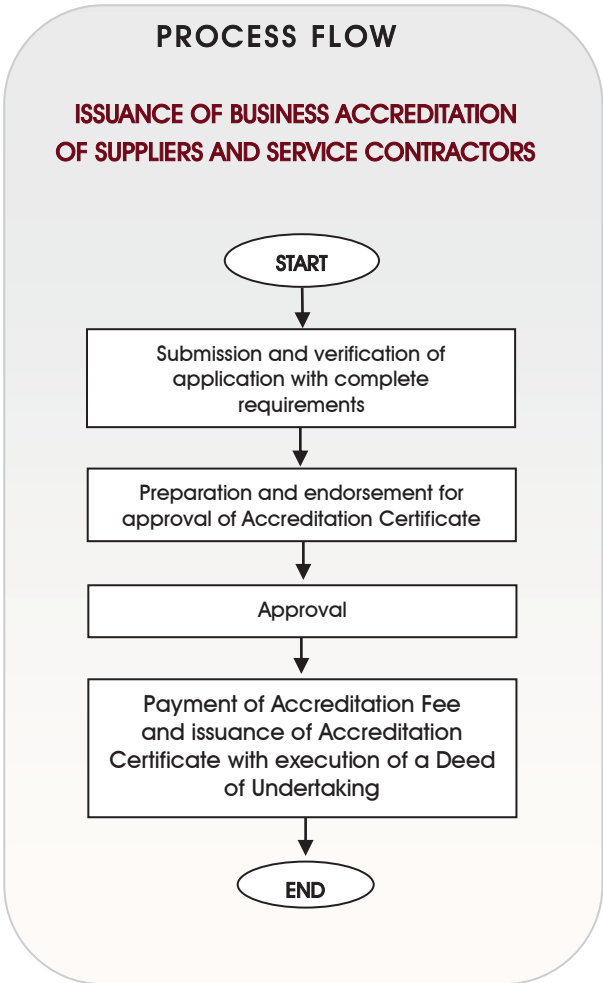 PROCESS FLOW
ISSUANCE OF BUSINESS ACCREDITATION
OF SUPPLIERS AND SERVICE CONTRACTORS
START
Submission and verification of
application with complete
requirements
Preparation and endorsement for
approval of Accreditation Certificate
Approval
Payment of Accreditation Fee
and issuance of Accreditation
Certificate with execution of a Deed
of Undertaking
END